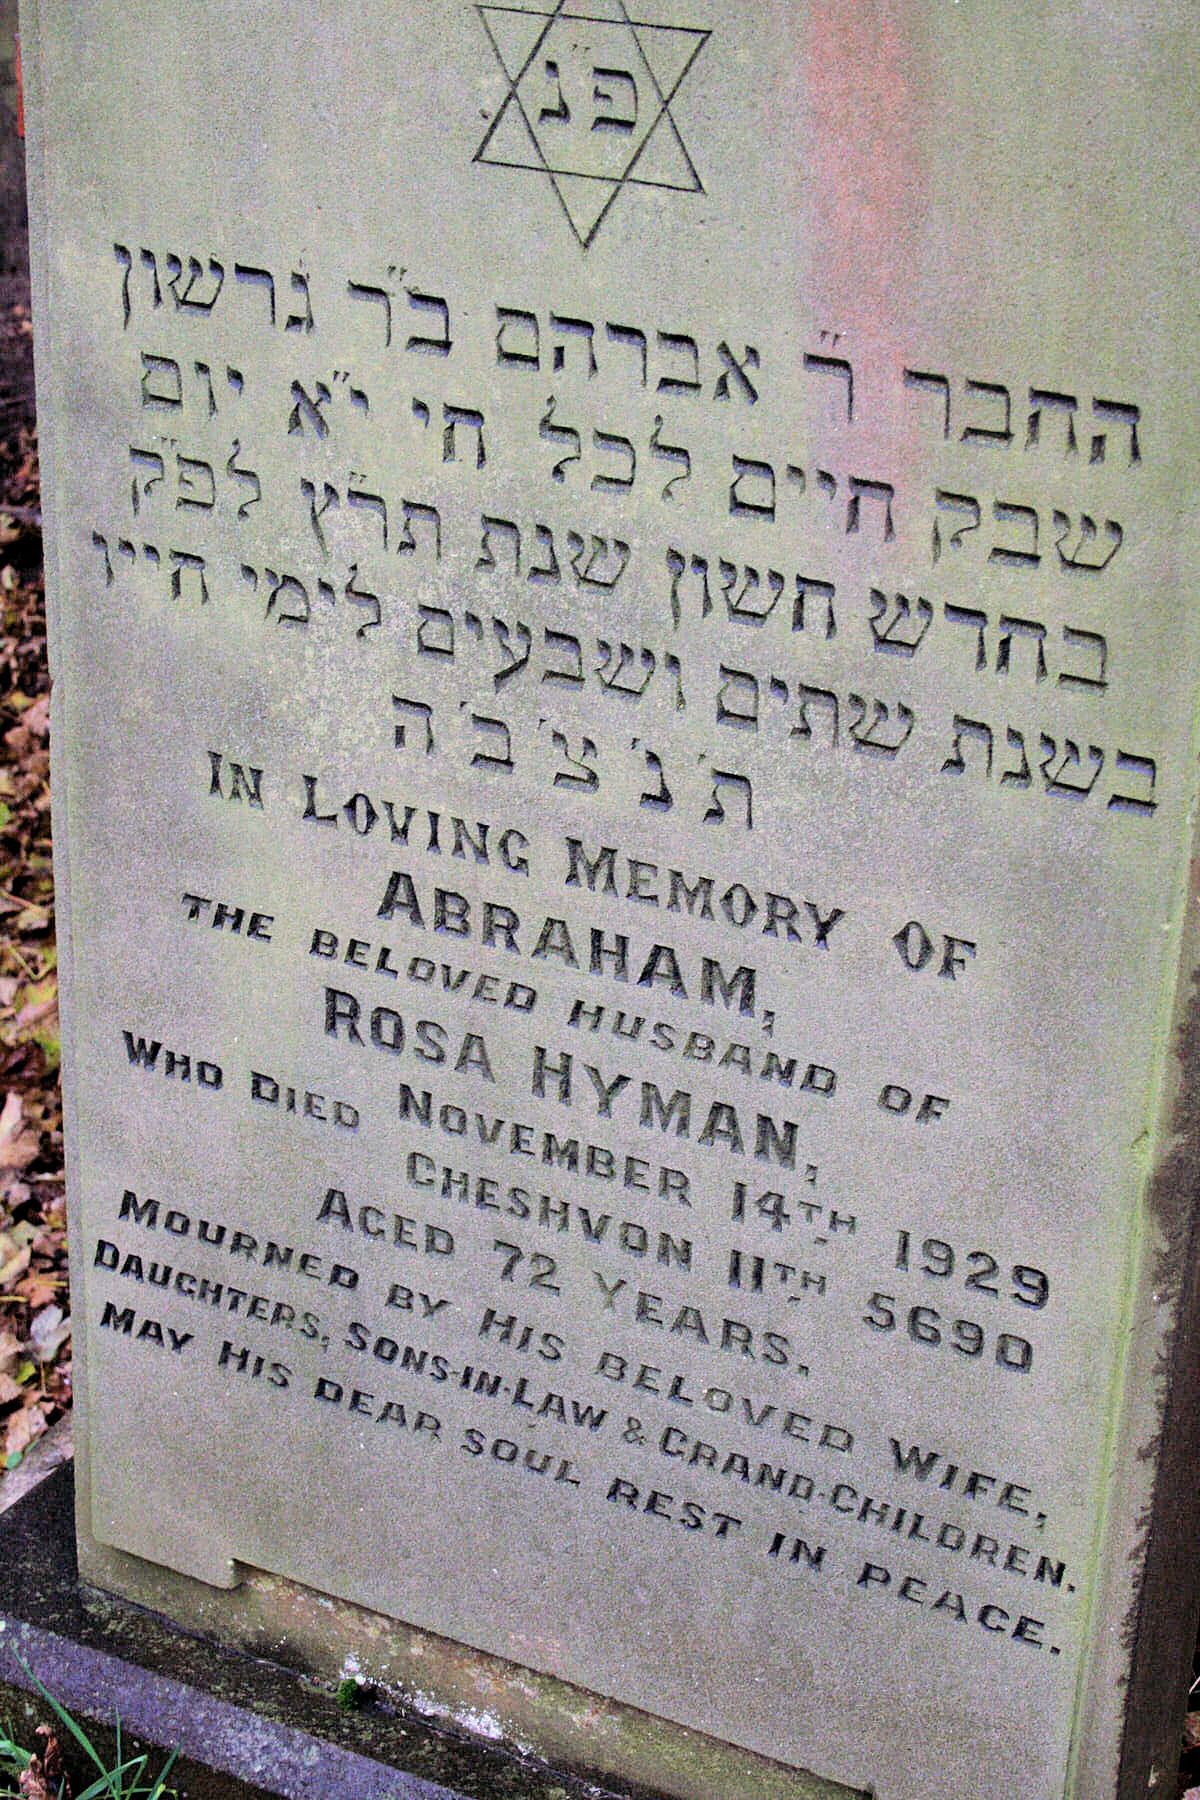 פ״נ
החבר ר״ אברהם ב״ר גרשון
שבק חיים לכל חי י״א יום
בחדש חשון שנת תר״ץ לפ״ק
בשנת שתים ושבעים לימי חייו
ת׳ נ׳ צ׳ ב׳ ה
IN LOVING MEMORY OF
ABRAHAM,
THE BELOVED HUSBAND OF
ROSA HYMAN,
WHO DIED NOVEMBER 14TH 1929
CHESHVON 11TH 5690
AGED 72 YEARS.
MOURNED BY HIS BELOVED WIFE,
DAUGHTERS, SONS-IN-LAW & GRAND-CHILDREN.
MAY HIS DEAR SOUL REST IN PEACE.